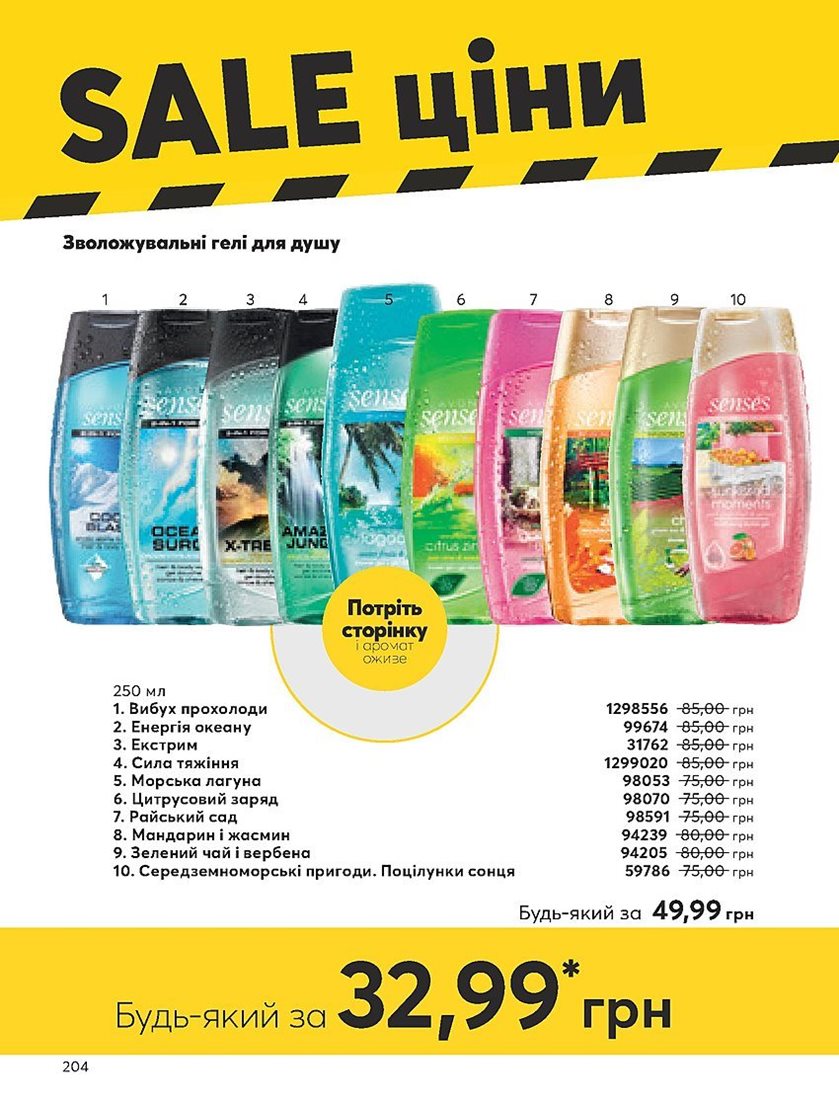 SALE ціни
Зволожувальні гелі для душу
1 2 3 4 5 6 7 8 9 10
senses senses senses senses senses senses senses senses
OCEA
SURG
X-TRE
AMAZ
JUNG
lagoo
citrus zin
sunkissed
moments
Потріть
сторінку
і аромат
оживе
250 мл
1. Вибух прохолоди 1298556 85,00 грн
2. Енергія океану 99674 85,00 грн
3. Екстрим 31762 85,00 грн
4. Сила тяжіння 1299020 85,00 грн
5. Морська лагуна 98053 75,00 грн
6. Цитрусовий заряд 98070 75,00 грн
7. Райський сад 98591 75,00 грн
8. Мандарин і жасмин 94239 80,00 грн
9. Зелений чай і вербена 94205 80,00 грн
10. Середземноморські пригоди. Поцілунки сонця 59786 75,00 грн
Будь-який за 49,99 грн
Будь-який за 32,99* грн
204